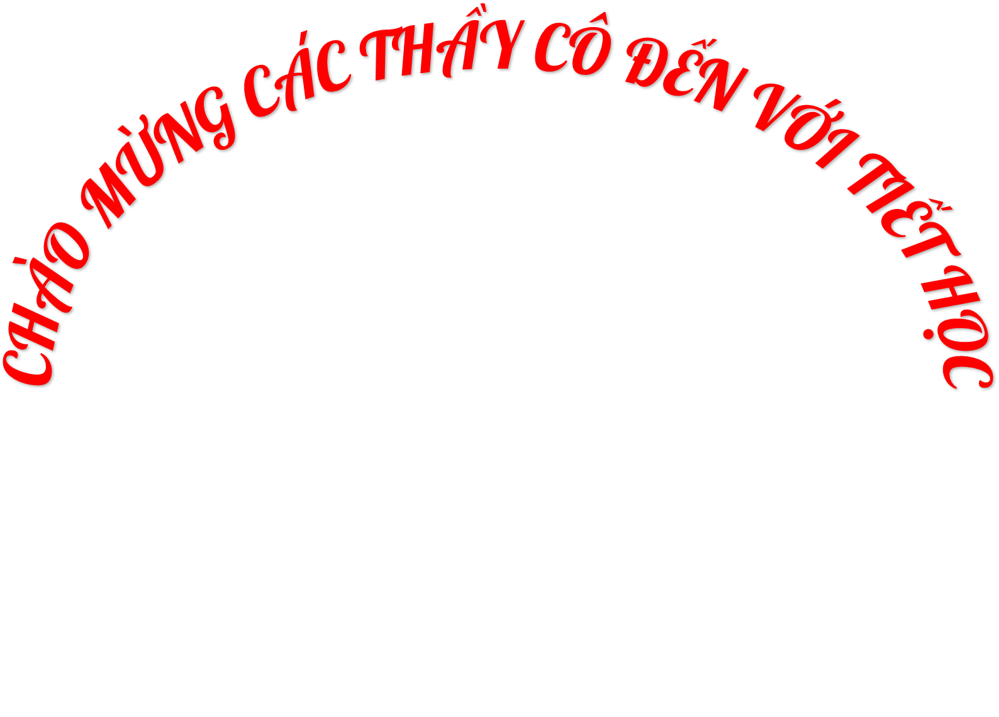 CHÀO MỪNG CÁC THẦY CÔ ĐẾN VỚI TIẾT HỌC